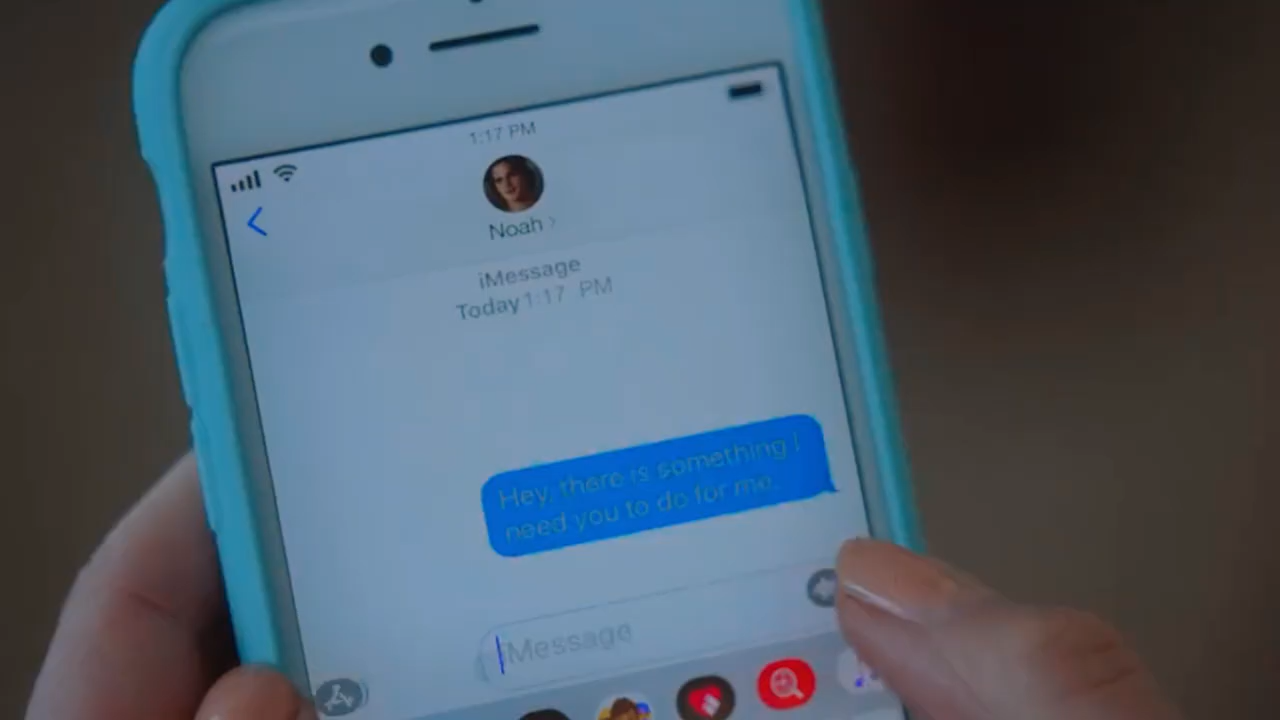 1:17 PM
Noah
iMessage
Today 1:17 PM
Hey, there is something I
need you to do for me.
iMessage